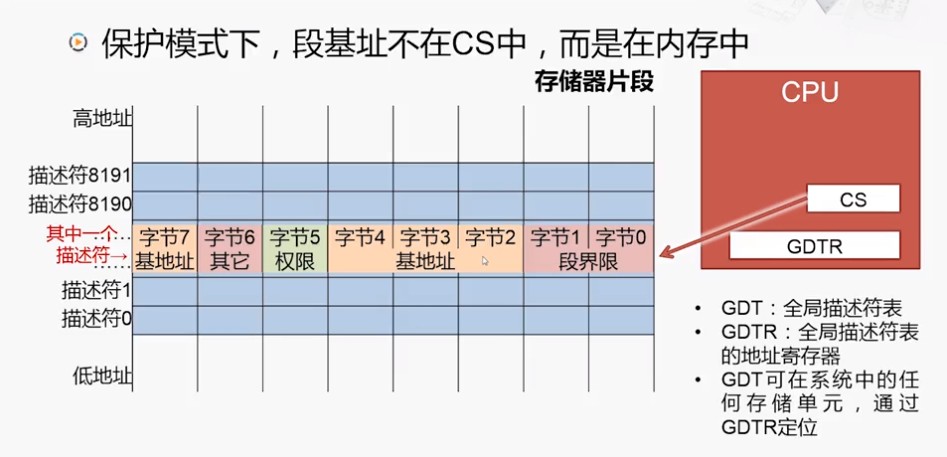 保护模式下，段基址不在CS中，而是在内存中
存储器片段
高地址
描述符8191
描述符8190
其中一个……
描述符→
……
字节7 字节6 字节5 字节4 字节3 字节2 字节1 字节0
基地址 其它 权限 基地址 段界限
描述符1
描述符0
低地址
CPU
CS
GDTR
• GDT：全局描述符表
• GDTR：全局描述符表
的地址寄存器
• GDT可在系统中的任
何存储单元，通过
GDTR定位